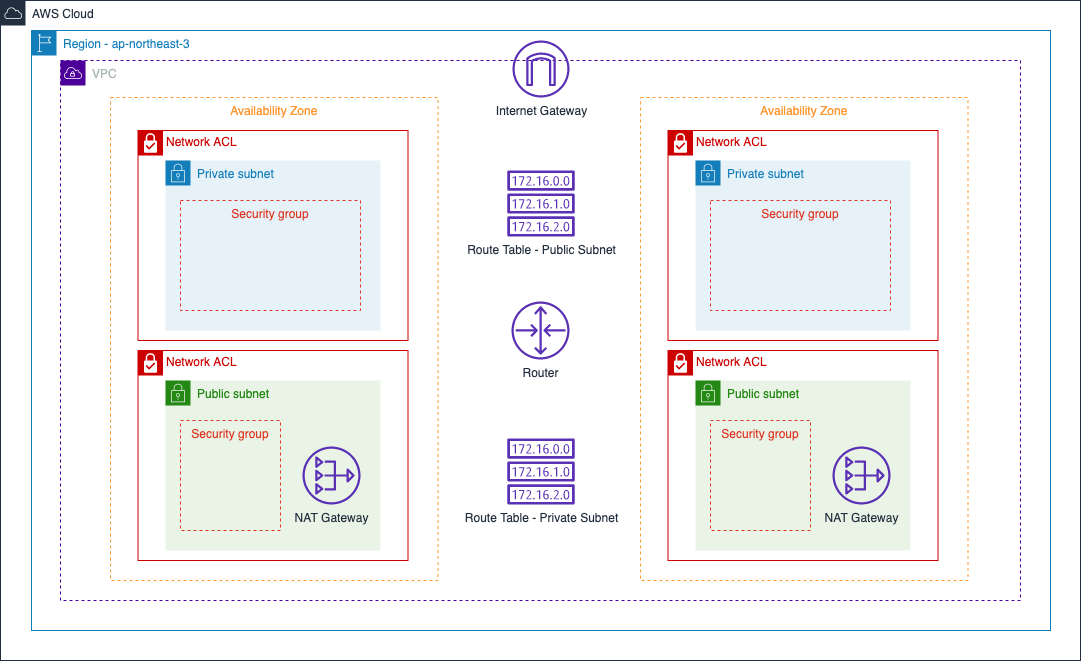 AWS Cloud
Region - ap-northeast-3
VPC
Internet Gateway
Availability Zone
Network ACL
Private subnet
Security group
Network ACL
Public subnet
Security group
NAT Gateway
172.16.0.0
172.16.1.0
172.16.2.0
Route Table - Public Subnet
Router
172.16.0.0
172.16.1.0
172.16.2.0
Route Table - Private Subnet
Availability Zone
Network ACL
Private subnet
Security group
Network ACL
Public subnet
Security group
NAT Gateway